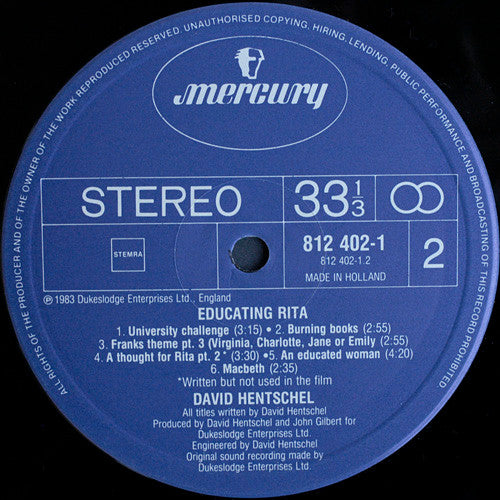 ALL RIGHTS OF THE PRODUCER AND OF THE OWNER OF THE WORK REPRODUCED RESERVED. UNAUTHORISED COPYING, HIRING, LENDING, PUBLIC PERFORMANCE AND BROADCASTING OF THIS RECORD PROHIBITED
mercury
STEREO
33 1/3
STEMRA
812 402-1
812 402-1.2
MADE IN HOLLAND
2
℗ 1983 Dukeslodge Enterprises Ltd., England
EDUCATING RITA
1. University challenge (3:15) • 2. Burning books (2:55)
3. Franks theme pt. 3 (Virginia, Charlotte, Jane or Emily (2:55)
4. A thought for Rita pt. 2 * (3:30) • 5. An educated woman (4:20)
6. Macbeth (2:35)
*Written but not used in the film
DAVID HENTSCHEL
All titles written by David Hentschel
Produced by David Hentschel and John Gilbert for
Dukeslodge Enterprises Ltd.
Engineered by David Hentschel
Original sound recording made by
Dukeslodge Enterprises Ltd.